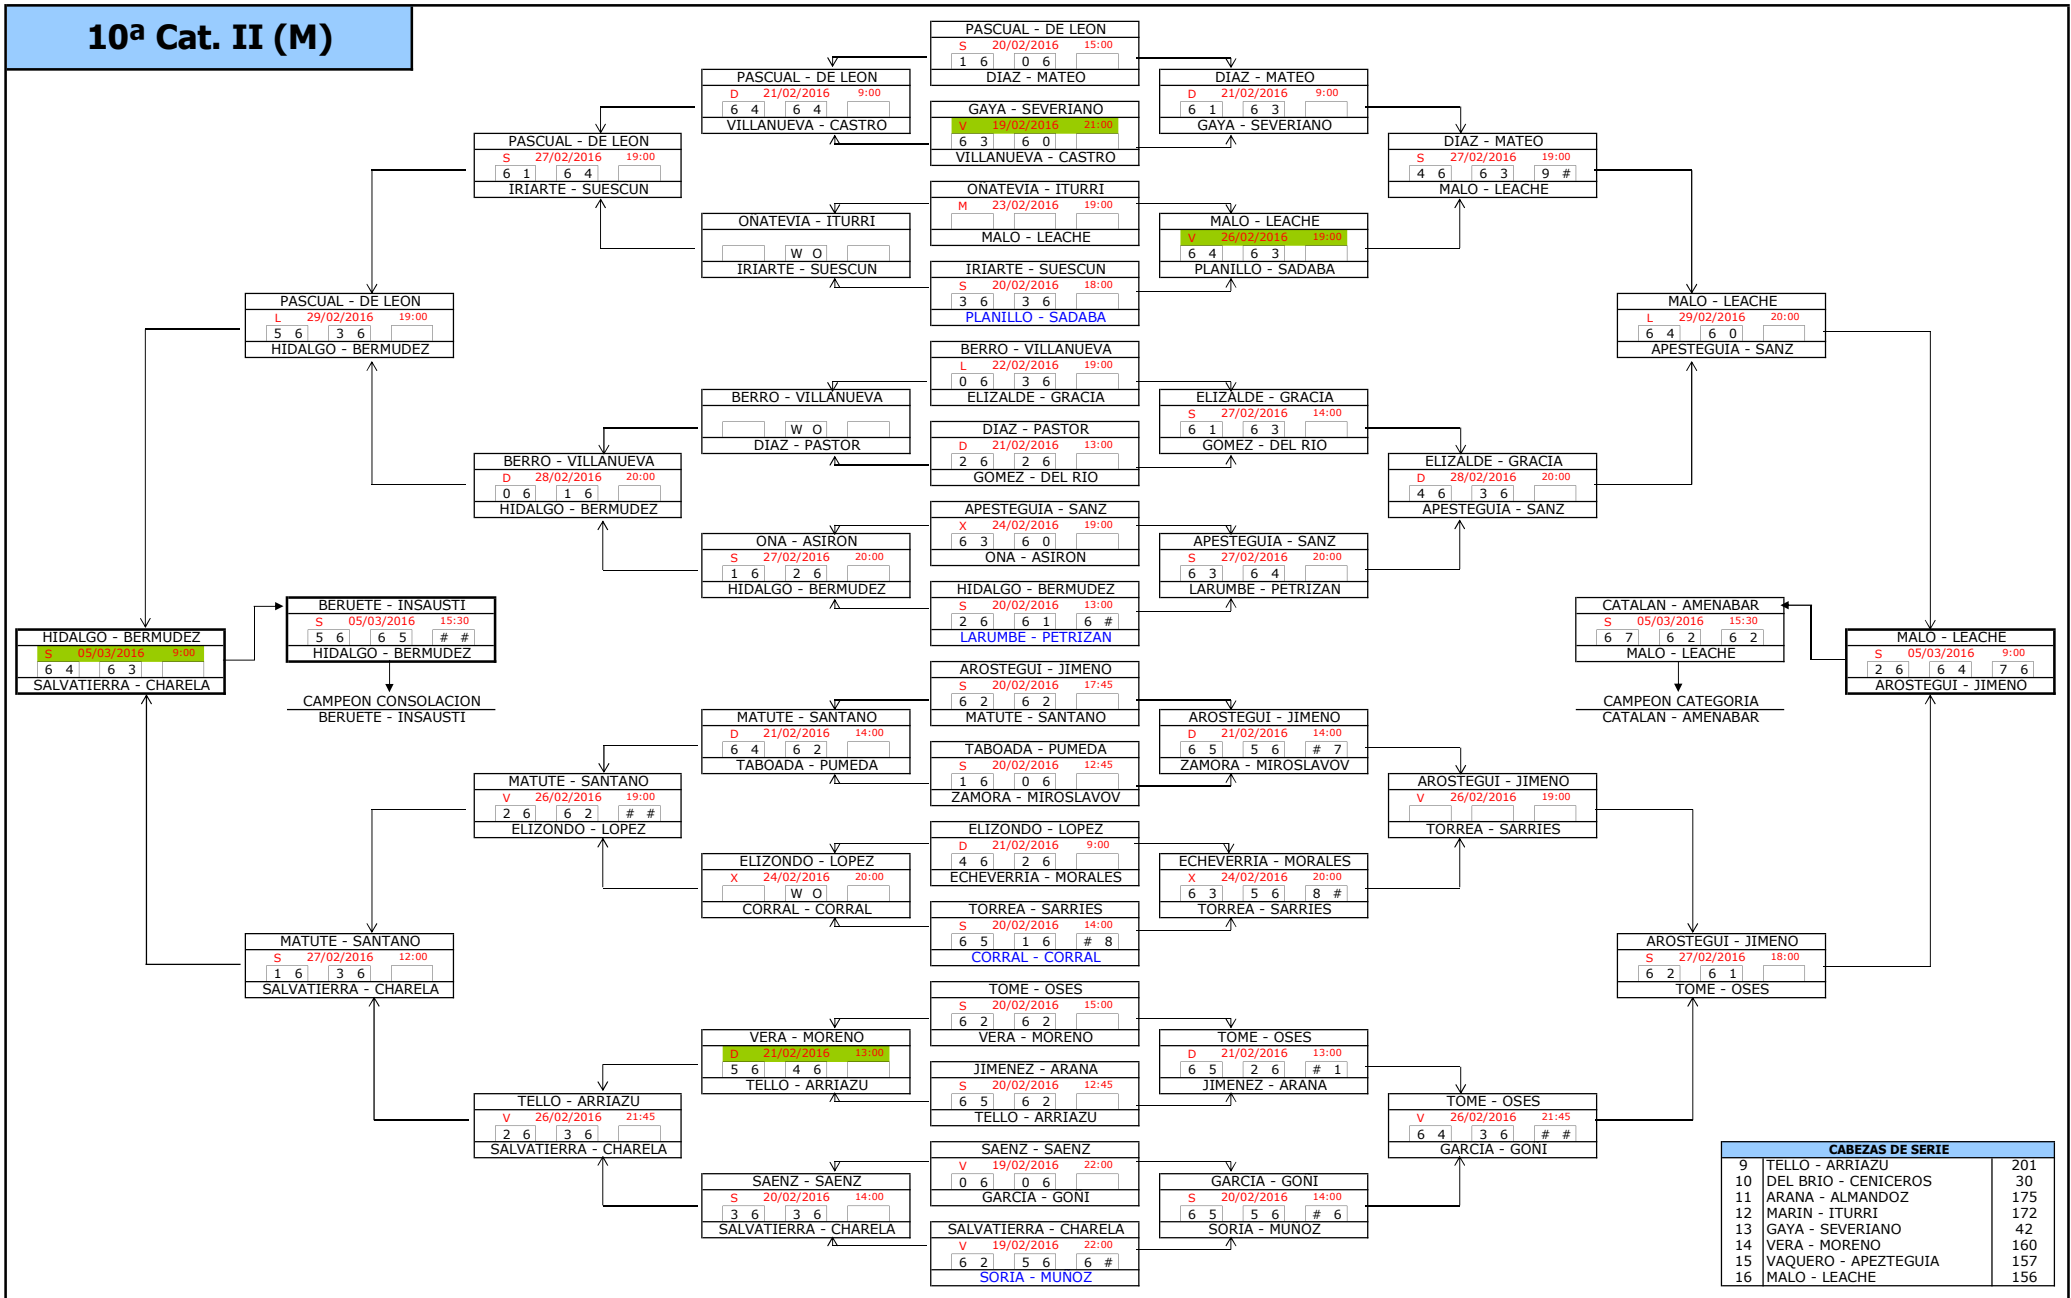 10ª Cat. II (M)
PASCUAL - DE LEON
S 20/02/2016 15:00
1 6 0 6
DIAZ - MATEO
GAYA - SEVERIANO
V 19/02/2016 21:00
6 3 6 0
VILLANUEVA - CASTRO
OÑATEVIA - ITURRI
M 23/02/2016 19:00
MALO - LEACHE
IRIARTE - SUESCUN
S 20/02/2016 18:00
3 6 3 6
PLANILLO - SADABA
BERRO - VILLANUEVA
L 22/02/2016 19:00
0 6 3 6
ELIZALDE - GRACIA
DIAZ - PASTOR
D 21/02/2016 13:00
2 6 2 6
GOMEZ - DEL RIO
APESTEGUIA - SANZ
X 24/02/2016 19:00
6 3 6 0
ONA - ASIRON
HIDALGO - BERMUDEZ
S 20/02/2016 13:00
2 6 6 1 6 #
LARUMBE - PETRIZAN
AROSTEGUI - JIMENO
S 20/02/2016 17:45
6 2 6 2
MATUTE - SANTANO
TABOADA - PUMEDA
S 20/02/2016 12:45
1 6 0 6
ZAMORA - MIROSLAVOV
ELIZONDO - LOPEZ
D 21/02/2016 9:00
4 6 2 6
ECHEVERRIA - MORALES
TORREA - SARRIES
S 20/02/2016 14:00
6 5 1 6 # 8
CORRAL - CORRAL
TOME - OSES
S 20/02/2016 15:00
6 2 6 2
VERA - MORENO
JIMENEZ - ARANA
S 20/02/2016 12:45
6 5 6 2
TELLO - ARRIAZU
SAENZ - SAENZ
V 19/02/2016 22:00
0 6 0 6
GARCIA - GOÑI
SALVATIERRA - CHARELA
V 19/02/2016 22:00
6 2 5 6 6 #
SORIA - MUÑOZ
PASCUAL - DE LEON
D 21/02/2016 9:00
6 4 6 4
VILLANUEVA - CASTRO
OÑATEVIA - ITURRI
W O
IRIARTE - SUESCUN
BERRO - VILLANUEVA
W O
DIAZ - PASTOR
ONA - ASIRON
S 27/02/2016 20:00
1 6 2 6
HIDALGO - BERMUDEZ
MATUTE - SANTANO
D 21/02/2016 14:00
6 4 6 2
TABOADA - PUMEDA
ELIZONDO - LOPEZ
X 24/02/2016 20:00
W O
CORRAL - CORRAL
VERA - MORENO
D 21/02/2016 13:00
5 6 4 6
TELLO - ARRIAZU
SAENZ - SAENZ
S 20/02/2016 14:00
3 6 3 6
SALVATIERRA - CHARELA
PASCUAL - DE LEON
S 27/02/2016 19:00
6 1 6 4
IRIARTE - SUESCUN
BERRO - VILLANUEVA
D 28/02/2016 20:00
0 6 1 6
HIDALGO - BERMUDEZ
MATUTE - SANTANO
V 26/02/2016 19:00
2 6 6 2 # #
ELIZONDO - LOPEZ
TELLO - ARRIAZU
V 26/02/2016 21:45
2 6 3 6
SALVATIERRA - CHARELA
PASCUAL - DE LEON
L 29/02/2016 19:00
5 6 3 6
HIDALGO - BERMUDEZ
MATUTE - SANTANO
S 27/02/2016 12:00
1 6 3 6
SALVATIERRA - CHARELA
HIDALGO - BERMUDEZ
S 05/03/2016 9:00
6 4 6 3
SALVATIERRA - CHARELA
BERUETE - INSAUSTI
S 05/03/2016 15:30
5 6 6 5 # #
HIDALGO - BERMUDEZ
CAMPEON CONSOLACION
BERUETE - INSAUSTI
DIAZ - MATEO
D 21/02/2016 9:00
6 1 6 3
GAYA - SEVERIANO
MALO - LEACHE
V 26/02/2016 19:00
6 4 6 3
PLANILLO - SADABA
ELIZALDE - GRACIA
S 27/02/2016 14:00
6 1 6 3
GOMEZ - DEL RIO
APESTEGUIA - SANZ
S 27/02/2016 20:00
6 3 6 4
LARUMBE - PETRIZAN
AROSTEGUI - JIMENO
D 21/02/2016 14:00
6 5 5 6 # 7
ZAMORA - MIROSLAVOV
ECHEVERRIA - MORALES
X 24/02/2016 20:00
6 3 5 6 8 #
TORREA - SARRIES
TOME - OSES
D 21/02/2016 13:00
6 5 2 6 # 1
JIMENEZ - ARANA
GARCIA - GOÑI
S 20/02/2016 14:00
6 5 5 6 # 6
SORIA - MUÑOZ
DIAZ - MATEO
S 27/02/2016 19:00
4 6 6 3 9 #
MALO - LEACHE
ELIZALDE - GRACIA
D 28/02/2016 20:00
4 6 3 6
APESTEGUIA - SANZ
AROSTEGUI - JIMENO
V 26/02/2016 19:00
TORREA - SARRIES
TOME - OSES
V 26/02/2016 21:45
6 4 3 6 # #
GARCIA - GOÑI
MALO - LEACHE
L 29/02/2016 20:00
6 4 6 0
APESTEGUIA - SANZ
AROSTEGUI - JIMENO
S 27/02/2016 18:00
6 2 6 1
TOME - OSES
CATALAN - AMENABAR
S 05/03/2016 15:30
6 7 6 2 6 2
MALO - LEACHE
CAMPEON CATEGORIA
CATALAN - AMENABAR
MALO - LEACHE
S 05/03/2016 9:00
2 6 6 4 7 6
AROSTEGUI - JIMENO
CABEZAS DE SERIE
9 TELLO - ARRIAZU 201
10 DEL BRIO - CENICEROS 30
11 ARANA - ALMANDOZ 175
12 MARIN - ITURRI 172
13 GAYA - SEVERIANO 42
14 VERA - MORENO 160
15 VAQUERO - APEZTEGUIA 157
16 MALO - LEACHE 156